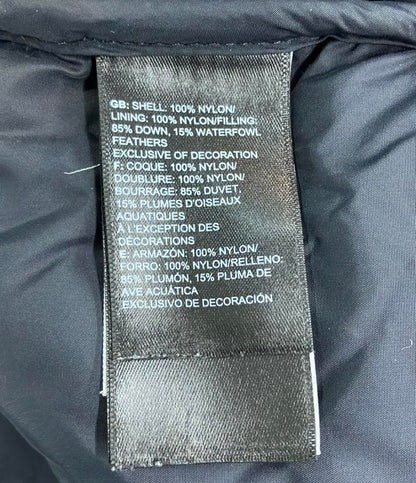 GB: SHELL: 100% NYLON/
LINING: 100% NYLON/FILLING:
85% DOWN, 15% WATERFOWL
FEATHERS
EXCLUSIVE OF DECORATION
F: COQUE: 100% NYLON/
DOUBLURE: 100% NYLON/
BOURRAGE: 85% DUVET,
15% PLUMES D'OISEAUX
AQUATIQUES
À L'EXCEPTION DES
DÉCORATIONS
E: ARMAZÓN: 100% NYLON/
FORRO: 100% NYLON/RELLENO:
85% PLUMÓN, 15% PLUMA DE
AVE ACUÁTICA
EXCLUSIVO DE DECORACIÓN